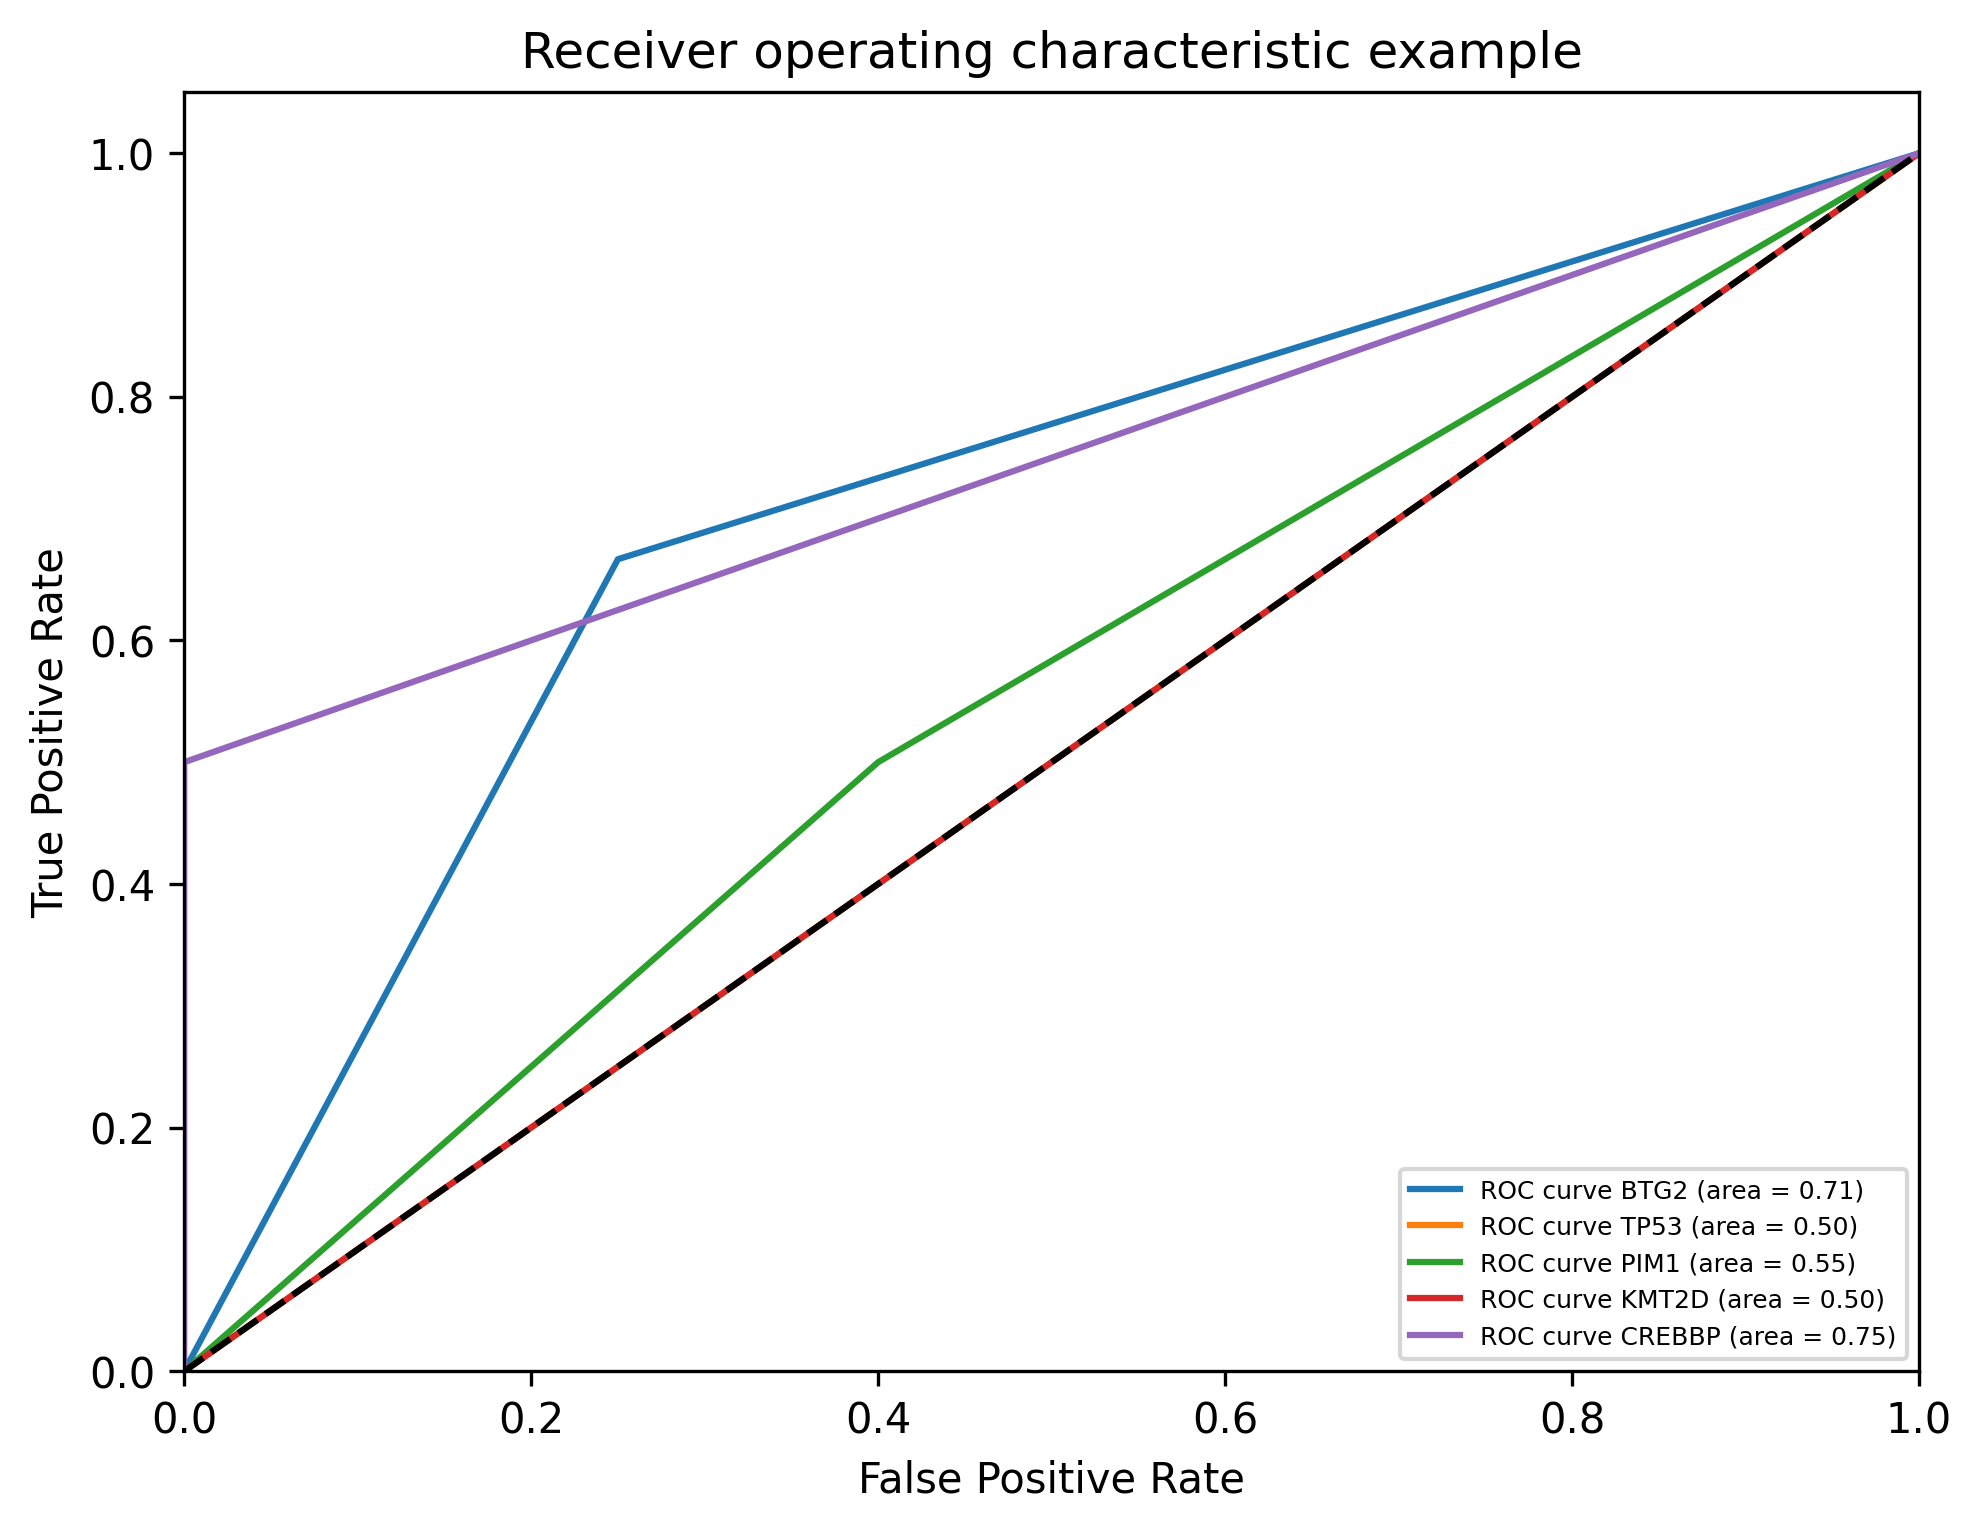 Receiver operating characteristic example
True Positive Rate
1.0
0.8
0.6
0.4
0.2
0.0
0.0 0.2 0.4 0.6 0.8 1.0
False Positive Rate
ROC curve BTG2 (area = 0.71)
ROC curve TP53 (area = 0.50)
ROC curve PIM1 (area = 0.55)
ROC curve KMT2D (area = 0.50)
ROC curve CREBBP (area = 0.75)